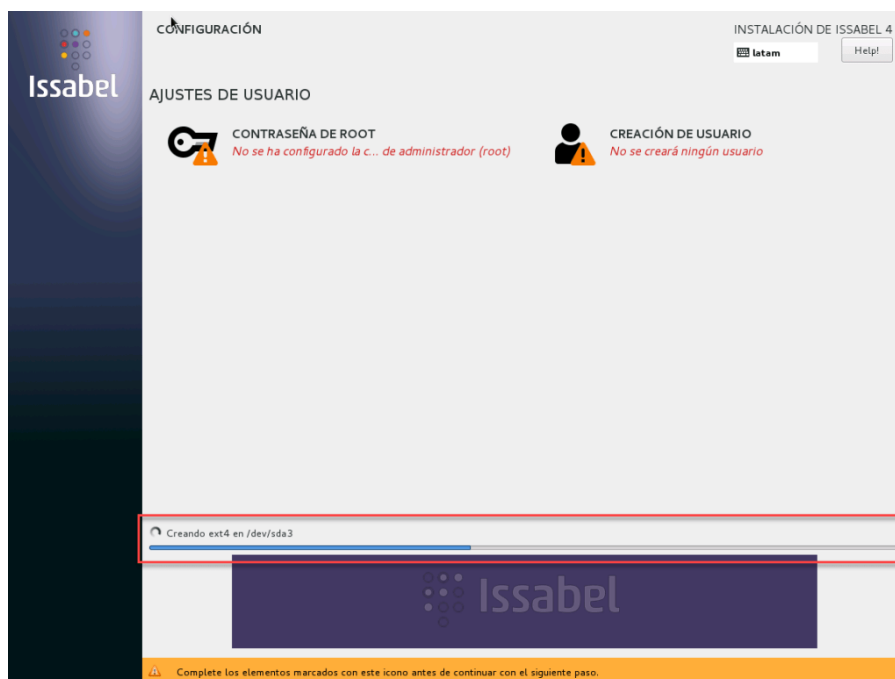 Issabel
CONFIGURACIÓN
INSTALACIÓN DE ISSABEL 4
latam
Help!
AJUSTES DE USUARIO
CONTRASEÑA DE ROOT
No se ha configurado la c... de administrador (root)
CREACIÓN DE USUARIO
No se creará ningún usuario
Creando ext4 en /dev/sda3
Issabel
Complete los elementos marcados con este icono antes de continuar con el siguiente paso.